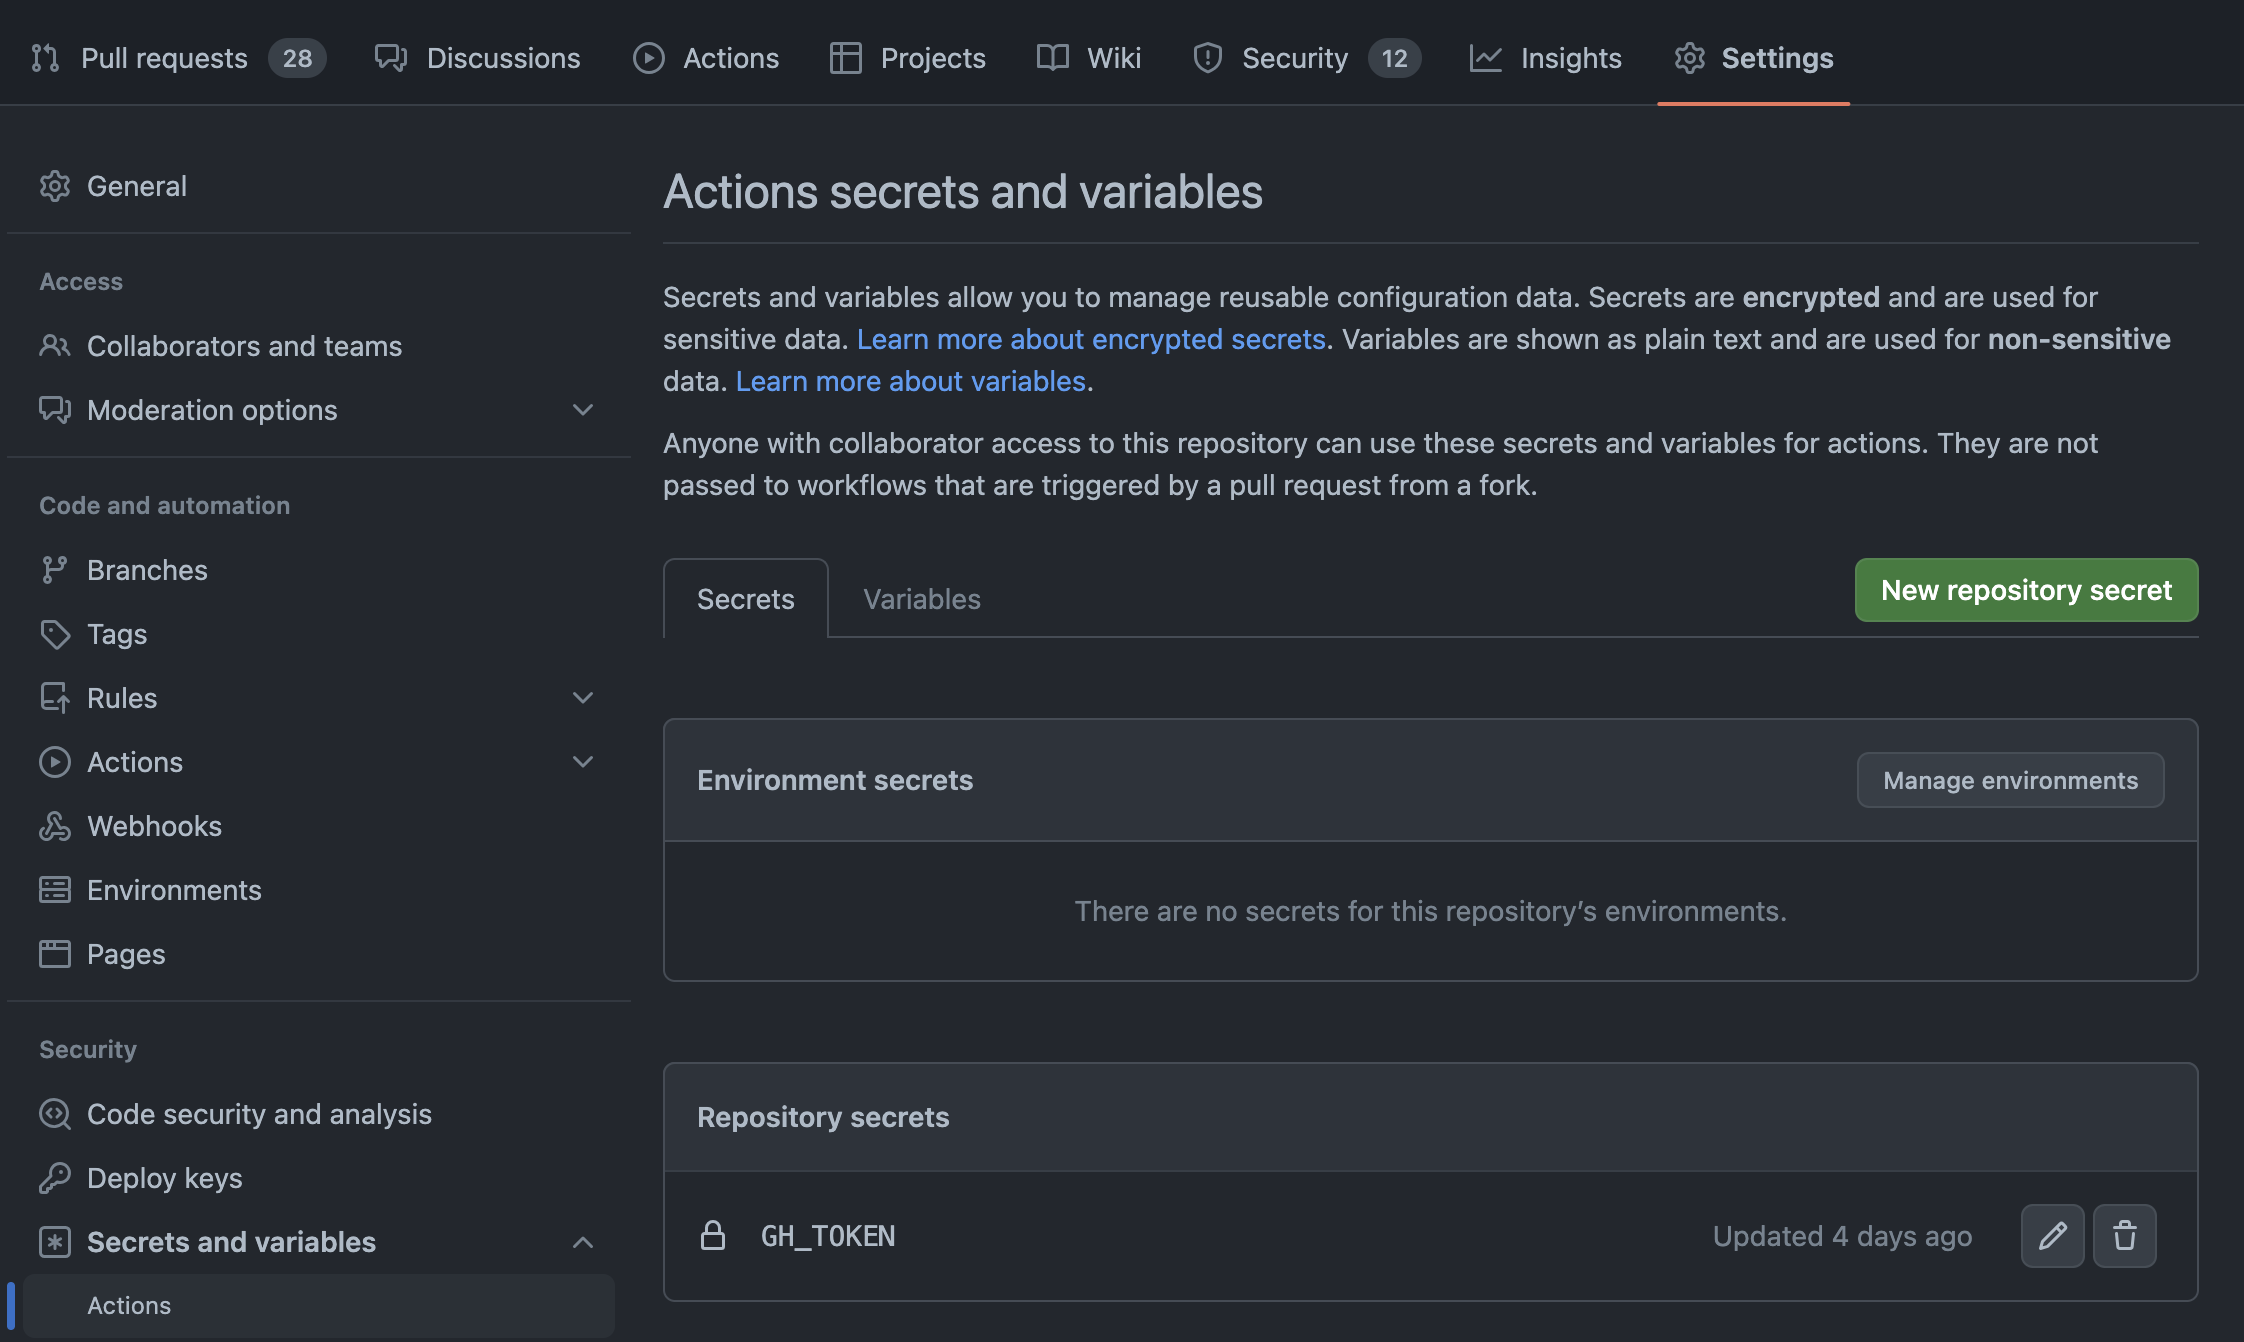 Pull requests 28 Discussions Actions Projects Wiki Security 12 Insights Settings
General
Access
Collaborators and teams
Moderation options
Code and automation
Branches
Tags
Rules
Actions
Webhooks
Environments
Pages
Security
Code security and analysis
Deploy keys
Secrets and variables
Actions
Actions secrets and variables
Secrets and variables allow you to manage reusable configuration data. Secrets are encrypted and are used for
sensitive data. Learn more about encrypted secrets. Variables are shown as plain text and are used for non-sensitive
data. Learn more about variables.
Anyone with collaborator access to this repository can use these secrets and variables for actions. They are not
passed to workflows that are triggered by a pull request from a fork.
Secrets Variables New repository secret
Environment secrets Manage environments
There are no secrets for this repository’s environments.
Repository secrets
GH_TOKEN Updated 4 days ago